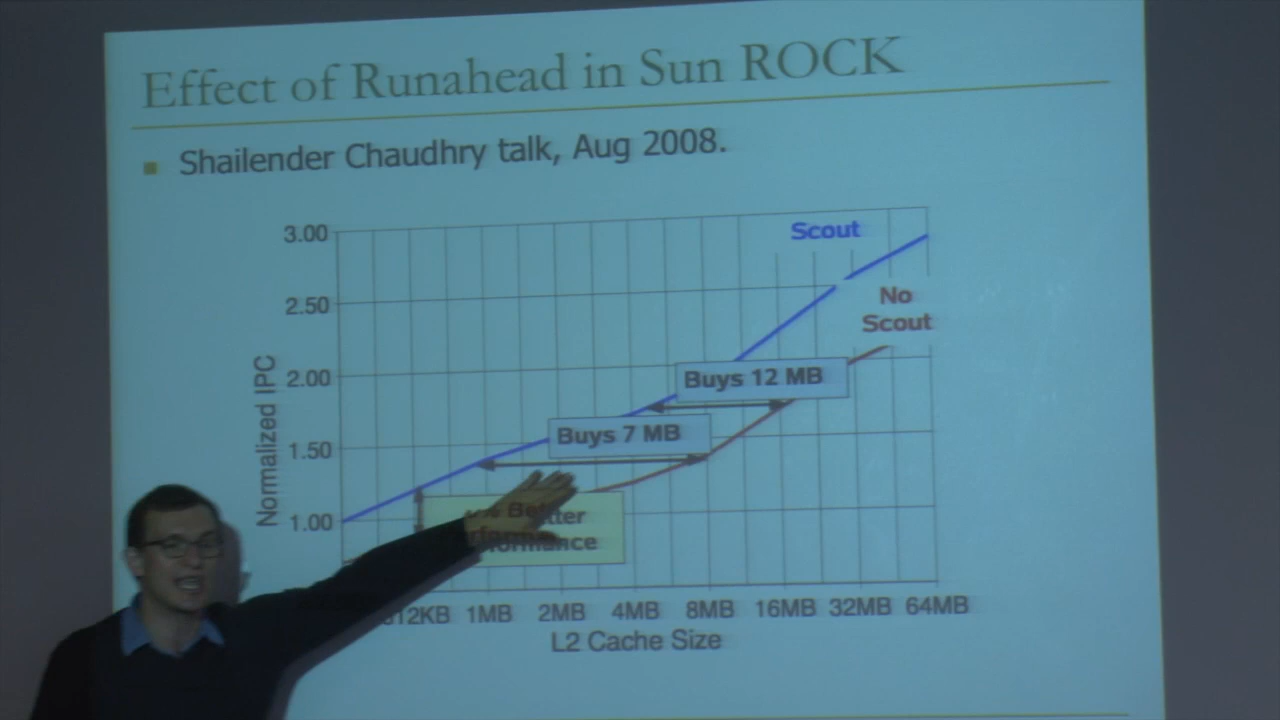 Effect of Runahead in Sun ROCK
Shailender Chaudhry talk, Aug 2008.
3.00
2.50
2.00
1.50
1.00
Normalized IPC
Scout
No
Scout
Buys 12 MB
Buys 7 MB
Better
1MB 2MB 4MB 8MB 16MB 32MB 64MB
L2 Cache Size